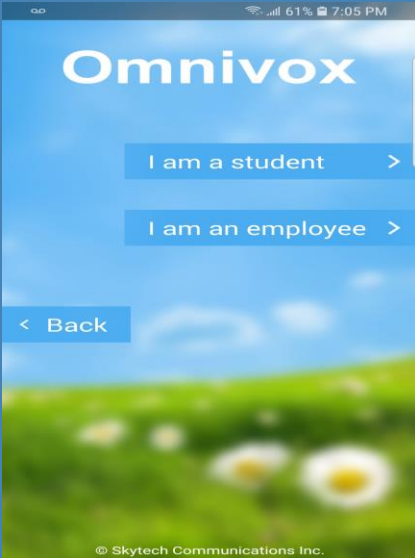 61% 7:05 PM
Omnivox
I am a student >
I am an employee >
< Back
© Skytech Communications Inc.